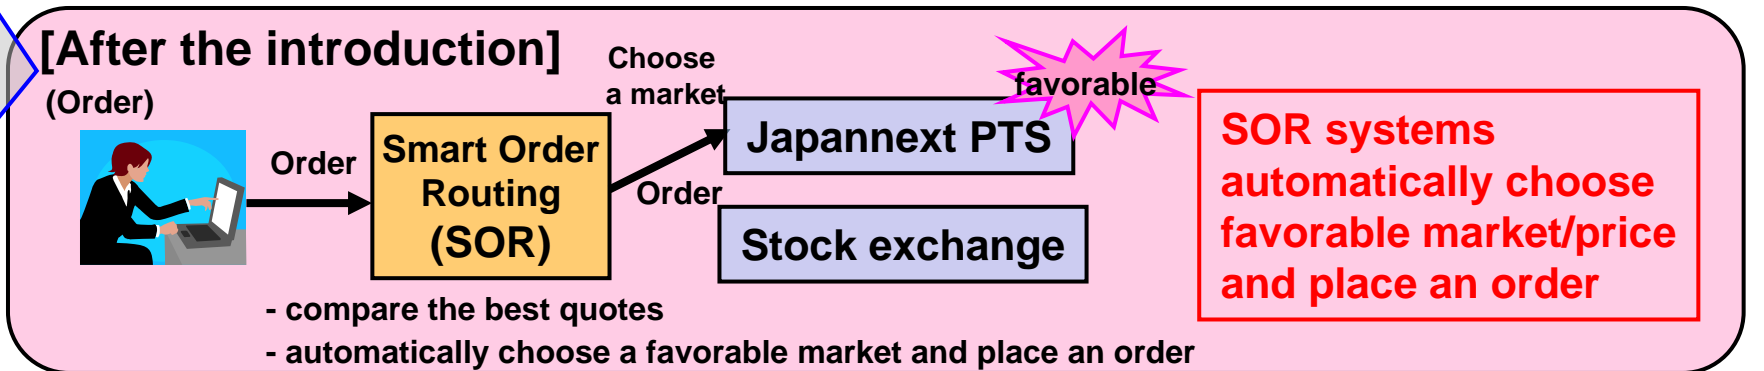 [After the introduction]
(Order)
Order
Smart Order
Routing
(SOR)
Choose
a market
Order
favorable
Japannext PTS
Stock exchange
- compare the best quotes
- automatically choose a favorable market and place an order
SOR systems
automatically choose
favorable market/price
and place an order